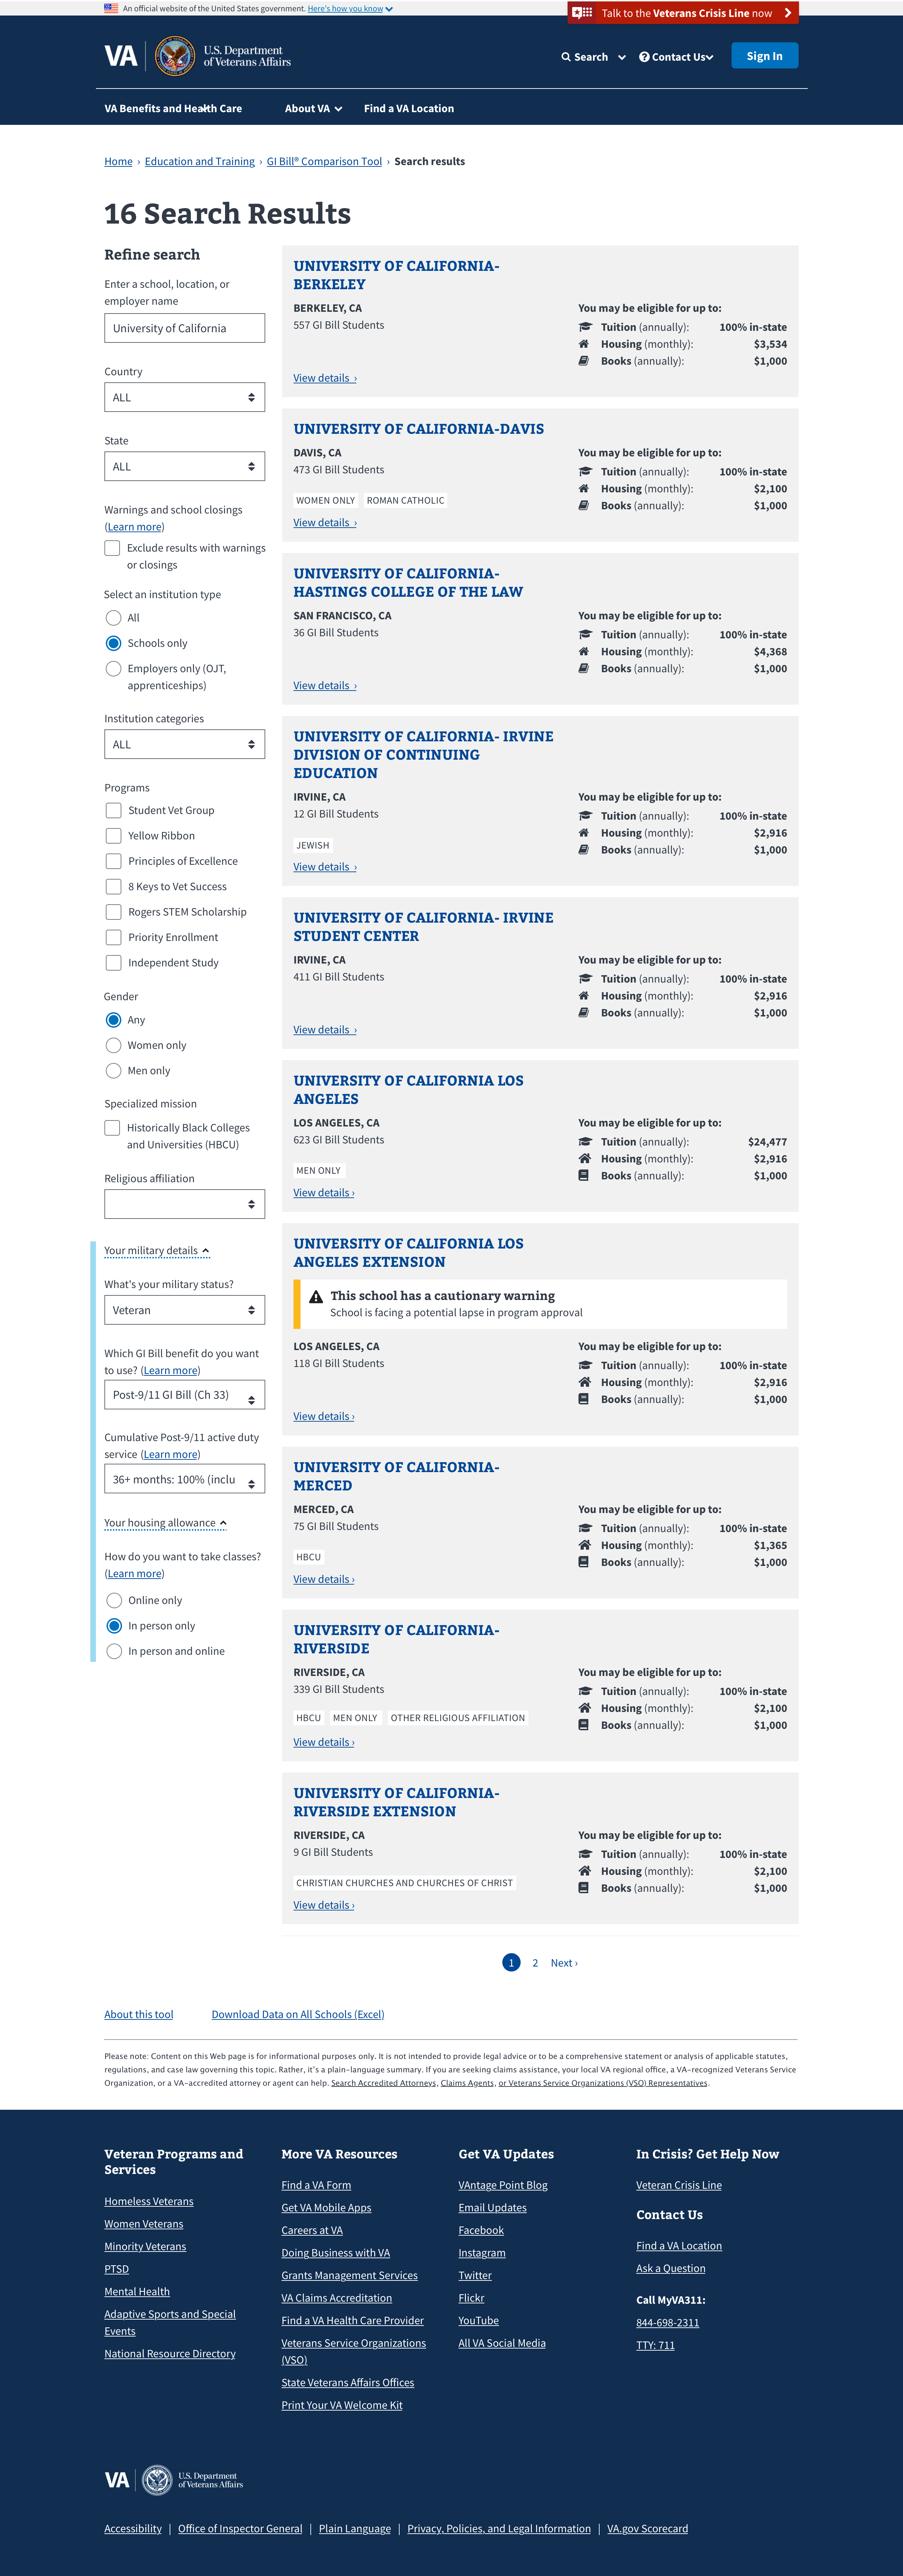 An official website of the United States government. Here's how you know
Talk to the Veterans Crisis Line now
VA
U.S. Department
of Veterans Affairs
Search
Contact Us
Sign In
VA Benefits and Health Care
About VA
Find a VA Location
Home › Education and Training › GI Bill® Comparison Tool › Search results
16 Search Results
Refine search
Enter a school, location, or
employer name
University of California
Country
ALL
State
ALL
Warnings and school closings
(Learn more)
Exclude results with warnings
or closings
Select an institution type
All
Schools only
Employers only (OJT,
apprenticeships)
Institution categories
ALL
Programs
Student Vet Group
Yellow Ribbon
Principles of Excellence
8 Keys to Vet Success
Rogers STEM Scholarship
Priority Enrollment
Independent Study
Gender
Any
Women only
Men only
Specialized mission
Historically Black Colleges
and Universities (HBCU)
Religious affiliation
Your military details
What's your military status?
Veteran
Which GI Bill benefit do you want
to use? (Learn more)
Post-9/11 GI Bill (Ch 33)
Cumulative Post-9/11 active duty
service (Learn more)
36+ months: 100% (inclu
Your housing allowance
How do you want to take classes?
(Learn more)
Online only
In person only
In person and online
UNIVERSITY OF CALIFORNIA-
BERKELEY
BERKELEY, CA
557 GI Bill Students
View details ›
You may be eligible for up to:
Tuition (annually): 100% in-state
Housing (monthly): $3,534
Books (annually): $1,000
UNIVERSITY OF CALIFORNIA-DAVIS
DAVIS, CA
473 GI Bill Students
WOMEN ONLY ROMAN CATHOLIC
View details ›
You may be eligible for up to:
Tuition (annually): 100% in-state
Housing (monthly): $2,100
Books (annually): $1,000
UNIVERSITY OF CALIFORNIA-
HASTINGS COLLEGE OF THE LAW
SAN FRANCISCO, CA
36 GI Bill Students
View details ›
You may be eligible for up to:
Tuition (annually): 100% in-state
Housing (monthly): $4,368
Books (annually): $1,000
UNIVERSITY OF CALIFORNIA- IRVINE
DIVISION OF CONTINUING
EDUCATION
IRVINE, CA
12 GI Bill Students
JEWISH
View details ›
You may be eligible for up to:
Tuition (annually): 100% in-state
Housing (monthly): $2,916
Books (annually): $1,000
UNIVERSITY OF CALIFORNIA- IRVINE
STUDENT CENTER
IRVINE, CA
411 GI Bill Students
View details ›
You may be eligible for up to:
Tuition (annually): 100% in-state
Housing (monthly): $2,916
Books (annually): $1,000
UNIVERSITY OF CALIFORNIA LOS
ANGELES
LOS ANGELES, CA
623 GI Bill Students
MEN ONLY
View details ›
You may be eligible for up to:
Tuition (annually): $24,477
Housing (monthly): $2,916
Books (annually): $1,000
UNIVERSITY OF CALIFORNIA LOS
ANGELES EXTENSION
This school has a cautionary warning
School is facing a potential lapse in program approval
LOS ANGELES, CA
118 GI Bill Students
View details ›
You may be eligible for up to:
Tuition (annually): 100% in-state
Housing (monthly): $2,916
Books (annually): $1,000
UNIVERSITY OF CALIFORNIA-
MERCED
MERCED, CA
75 GI Bill Students
HBCU
View details ›
You may be eligible for up to:
Tuition (annually): 100% in-state
Housing (monthly): $1,365
Books (annually): $1,000
UNIVERSITY OF CALIFORNIA-
RIVERSIDE
RIVERSIDE, CA
339 GI Bill Students
HBCU MEN ONLY OTHER RELIGIOUS AFFILIATION
View details ›
You may be eligible for up to:
Tuition (annually): 100% in-state
Housing (monthly): $2,100
Books (annually): $1,000
UNIVERSITY OF CALIFORNIA-
RIVERSIDE EXTENSION
RIVERSIDE, CA
9 GI Bill Students
CHRISTIAN CHURCHES AND CHURCHES OF CHRIST
View details ›
You may be eligible for up to:
Tuition (annually): 100% in-state
Housing (monthly): $2,100
Books (annually): $1,000
1 2 Next ›
About this tool
Download Data on All Schools (Excel)
Please note: Content on this Web page is for informational purposes only. It is not intended to provide legal advice or to be a comprehensive statement or analysis of applicable statutes,
regulations, and case law governing this topic. Rather, it's a plain-language summary. If you are seeking claims assistance, your local VA regional office, a VA-recognized Veterans Service
Organization, or a VA-accredited attorney or agent can help. Search Accredited Attorneys, Claims Agents, or Veterans Service Organizations (VSO) Representatives.
Veteran Programs and
Services
Homeless Veterans
Women Veterans
Minority Veterans
PTSD
Mental Health
Adaptive Sports and Special
Events
National Resource Directory
More VA Resources
Find a VA Form
Get VA Mobile Apps
Careers at VA
Doing Business with VA
Grants Management Services
VA Claims Accreditation
Find a VA Health Care Provider
Veterans Service Organizations
(VSO)
State Veterans Affairs Offices
Print Your VA Welcome Kit
Get VA Updates
VAntage Point Blog
Email Updates
Facebook
Instagram
Twitter
Flickr
YouTube
All VA Social Media
In Crisis? Get Help Now
Veteran Crisis Line
Contact Us
Find a VA Location
Ask a Question
Call MyVA311:
844-698-2311
TTY: 711
VA
U.S. Department
of Veterans Affairs
Accessibility | Office of Inspector General | Plain Language | Privacy, Policies, and Legal Information | VA.gov Scorecard